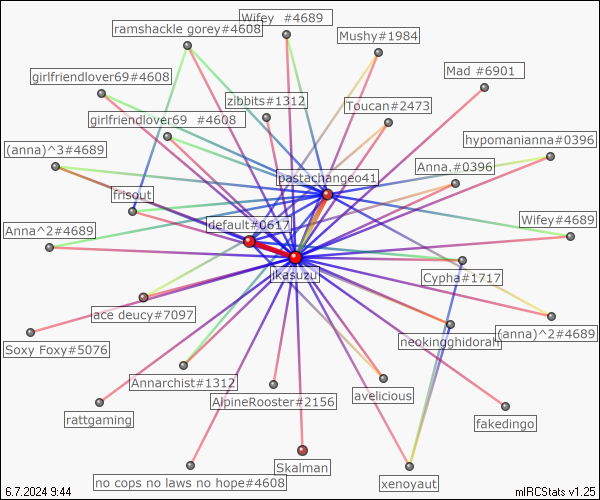 Wifey  #4689
ramshackle gorey#4608
Mushy#1984
Mad #6901
girlfriendlover69#4608
zibbits#1312
Toucan#2473
girlfriendlover69  #4608
hypomanianna#0396
(anna)^3#4689
pastachangeo41
Anna.#0396
frisout
default#0617
Wifey#4689
Anna^2#4689
jkasuzu
Cypha#1717
ace deucy#7097
(anna)^2#4689
neokingghidorah
Soxy Foxy#5076
Annarchist#1312
AlpineRooster#2156
avelicious
rattgaming
fakedingo
Skalman
no cops no laws no hope#4608
xenoyaut
6.7.2024 9:44
mIRCStats v1.25